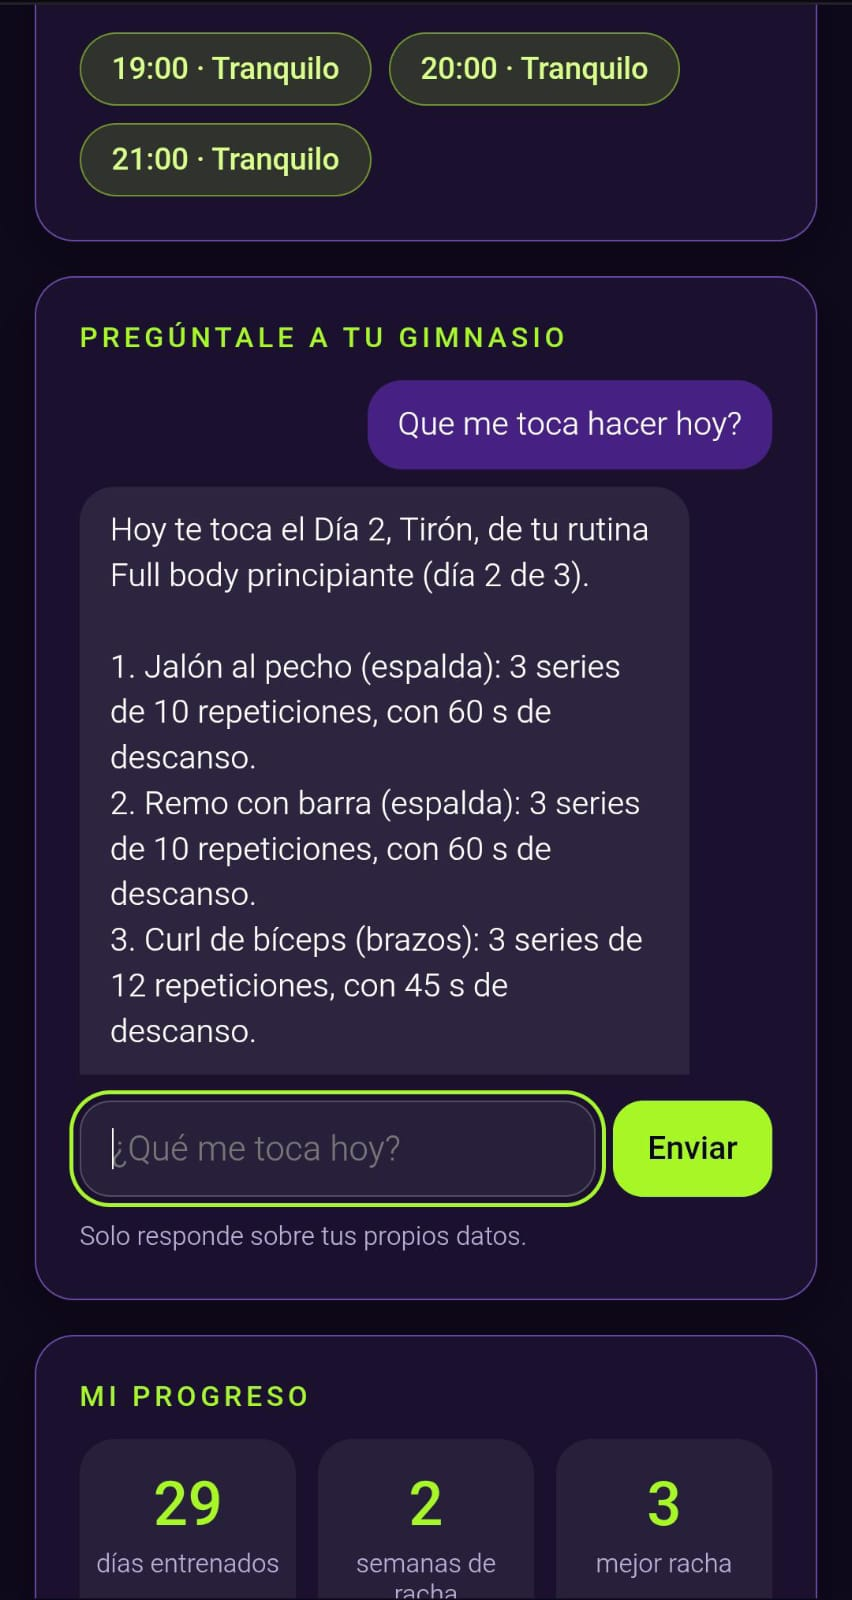 19:00 · Tranquilo
20:00 · Tranquilo
21:00 · Tranquilo
PREGÚNTALE A TU GIMNASIO
Que me toca hacer hoy?
Hoy te toca el Día 2, Tirón, de tu rutina
Full body principiante (día 2 de 3).
1. Jalón al pecho (espalda): 3 series
de 10 repeticiones, con 60 s de
descanso.
2. Remo con barra (espalda): 3 series
de 10 repeticiones, con 60 s de
descanso.
3. Curl de bíceps (brazos): 3 series de
12 repeticiones, con 45 s de
descanso.
¿Qué me toca hoy?
Enviar
Solo responde sobre tus propios datos.
MI PROGRESO
29
días entrenados
2
semanas de
racha
3
mejor racha